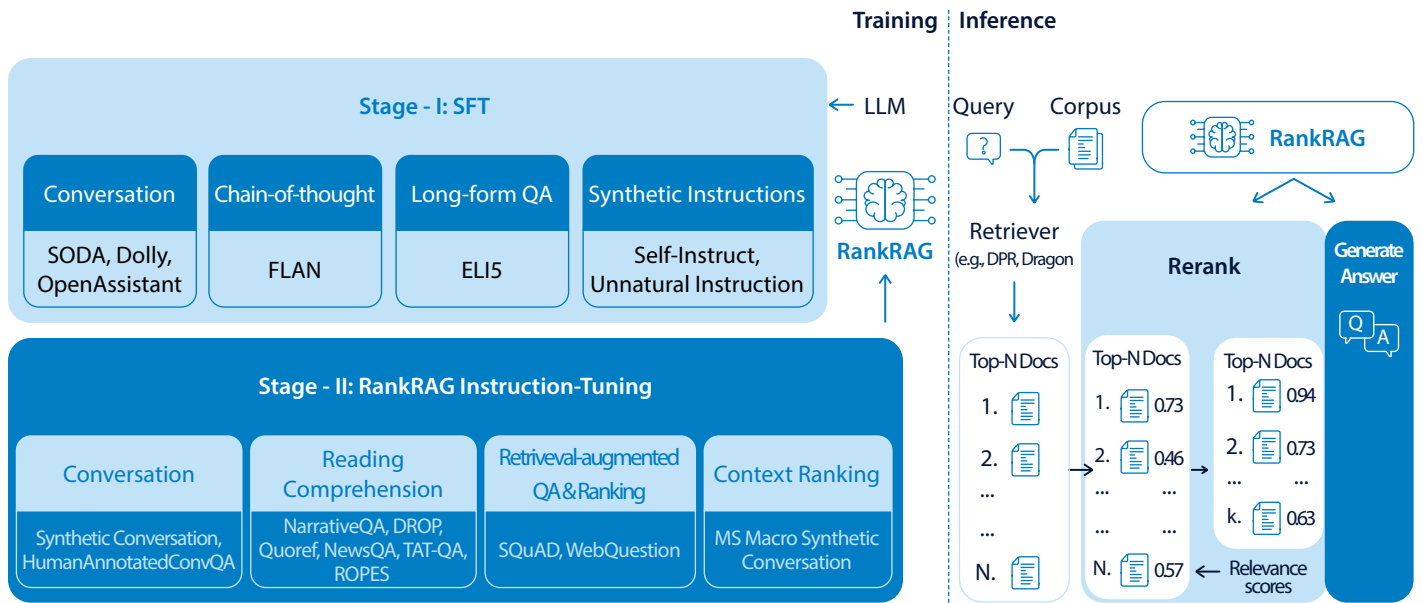 Training
Inference
Stage - I: SFT
LLM
Conversation
SODA, Dolly,
OpenAssistant
Chain-of-thought
FLAN
Long-form QA
ELI5
Synthetic Instructions
Self-Instruct,
Unnatural Instruction
RankRAG
Stage - II: RankRAG Instruction-Tuning
Conversation
Synthetic Conversation,
HumanAnnotatedConvQA
Reading
Comprehension
NarrativeQA, DROP,
Quoref, NewsQA, TAT-QA,
ROPES
Retriveval-augmented
QA & Ranking
SQuAD, WebQuestion
Context Ranking
MS Macro Synthetic
Conversation
Query
?
Corpus
RankRAG
Retriever
(e.g., DPR, Dragon
Top-N Docs
1.
2.
...
...
N.
Rerank
Top-N Docs
1. 0.73
2. 0.46
... ...
... ...
N. 0.57
Top-N Docs
1. 0.94
2. 0.73
... ...
k. 0.63
Relevance
scores
Generate
Answer
Q
A